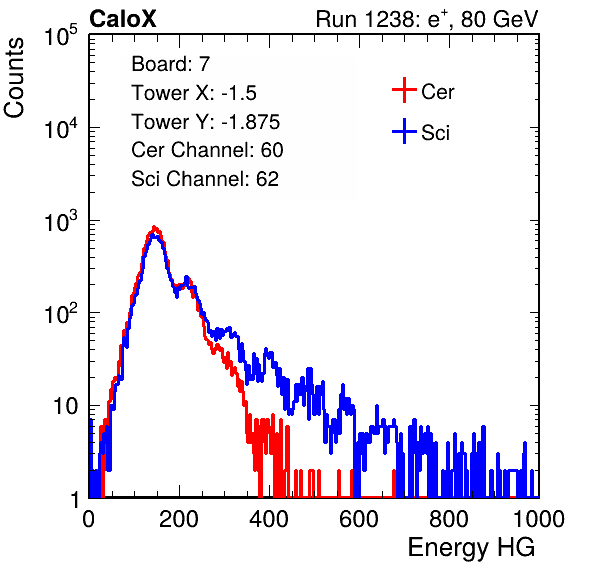 CaloX Run 1238: e⁺, 80 GeV
Counts
10⁵
10⁴
10³
10²
10
1
Board: 7
Tower X: -1.5
Tower Y: -1.875
Cer Channel: 60
Sci Channel: 62
Cer
Sci
0 200 400 600 800 1000
Energy HG